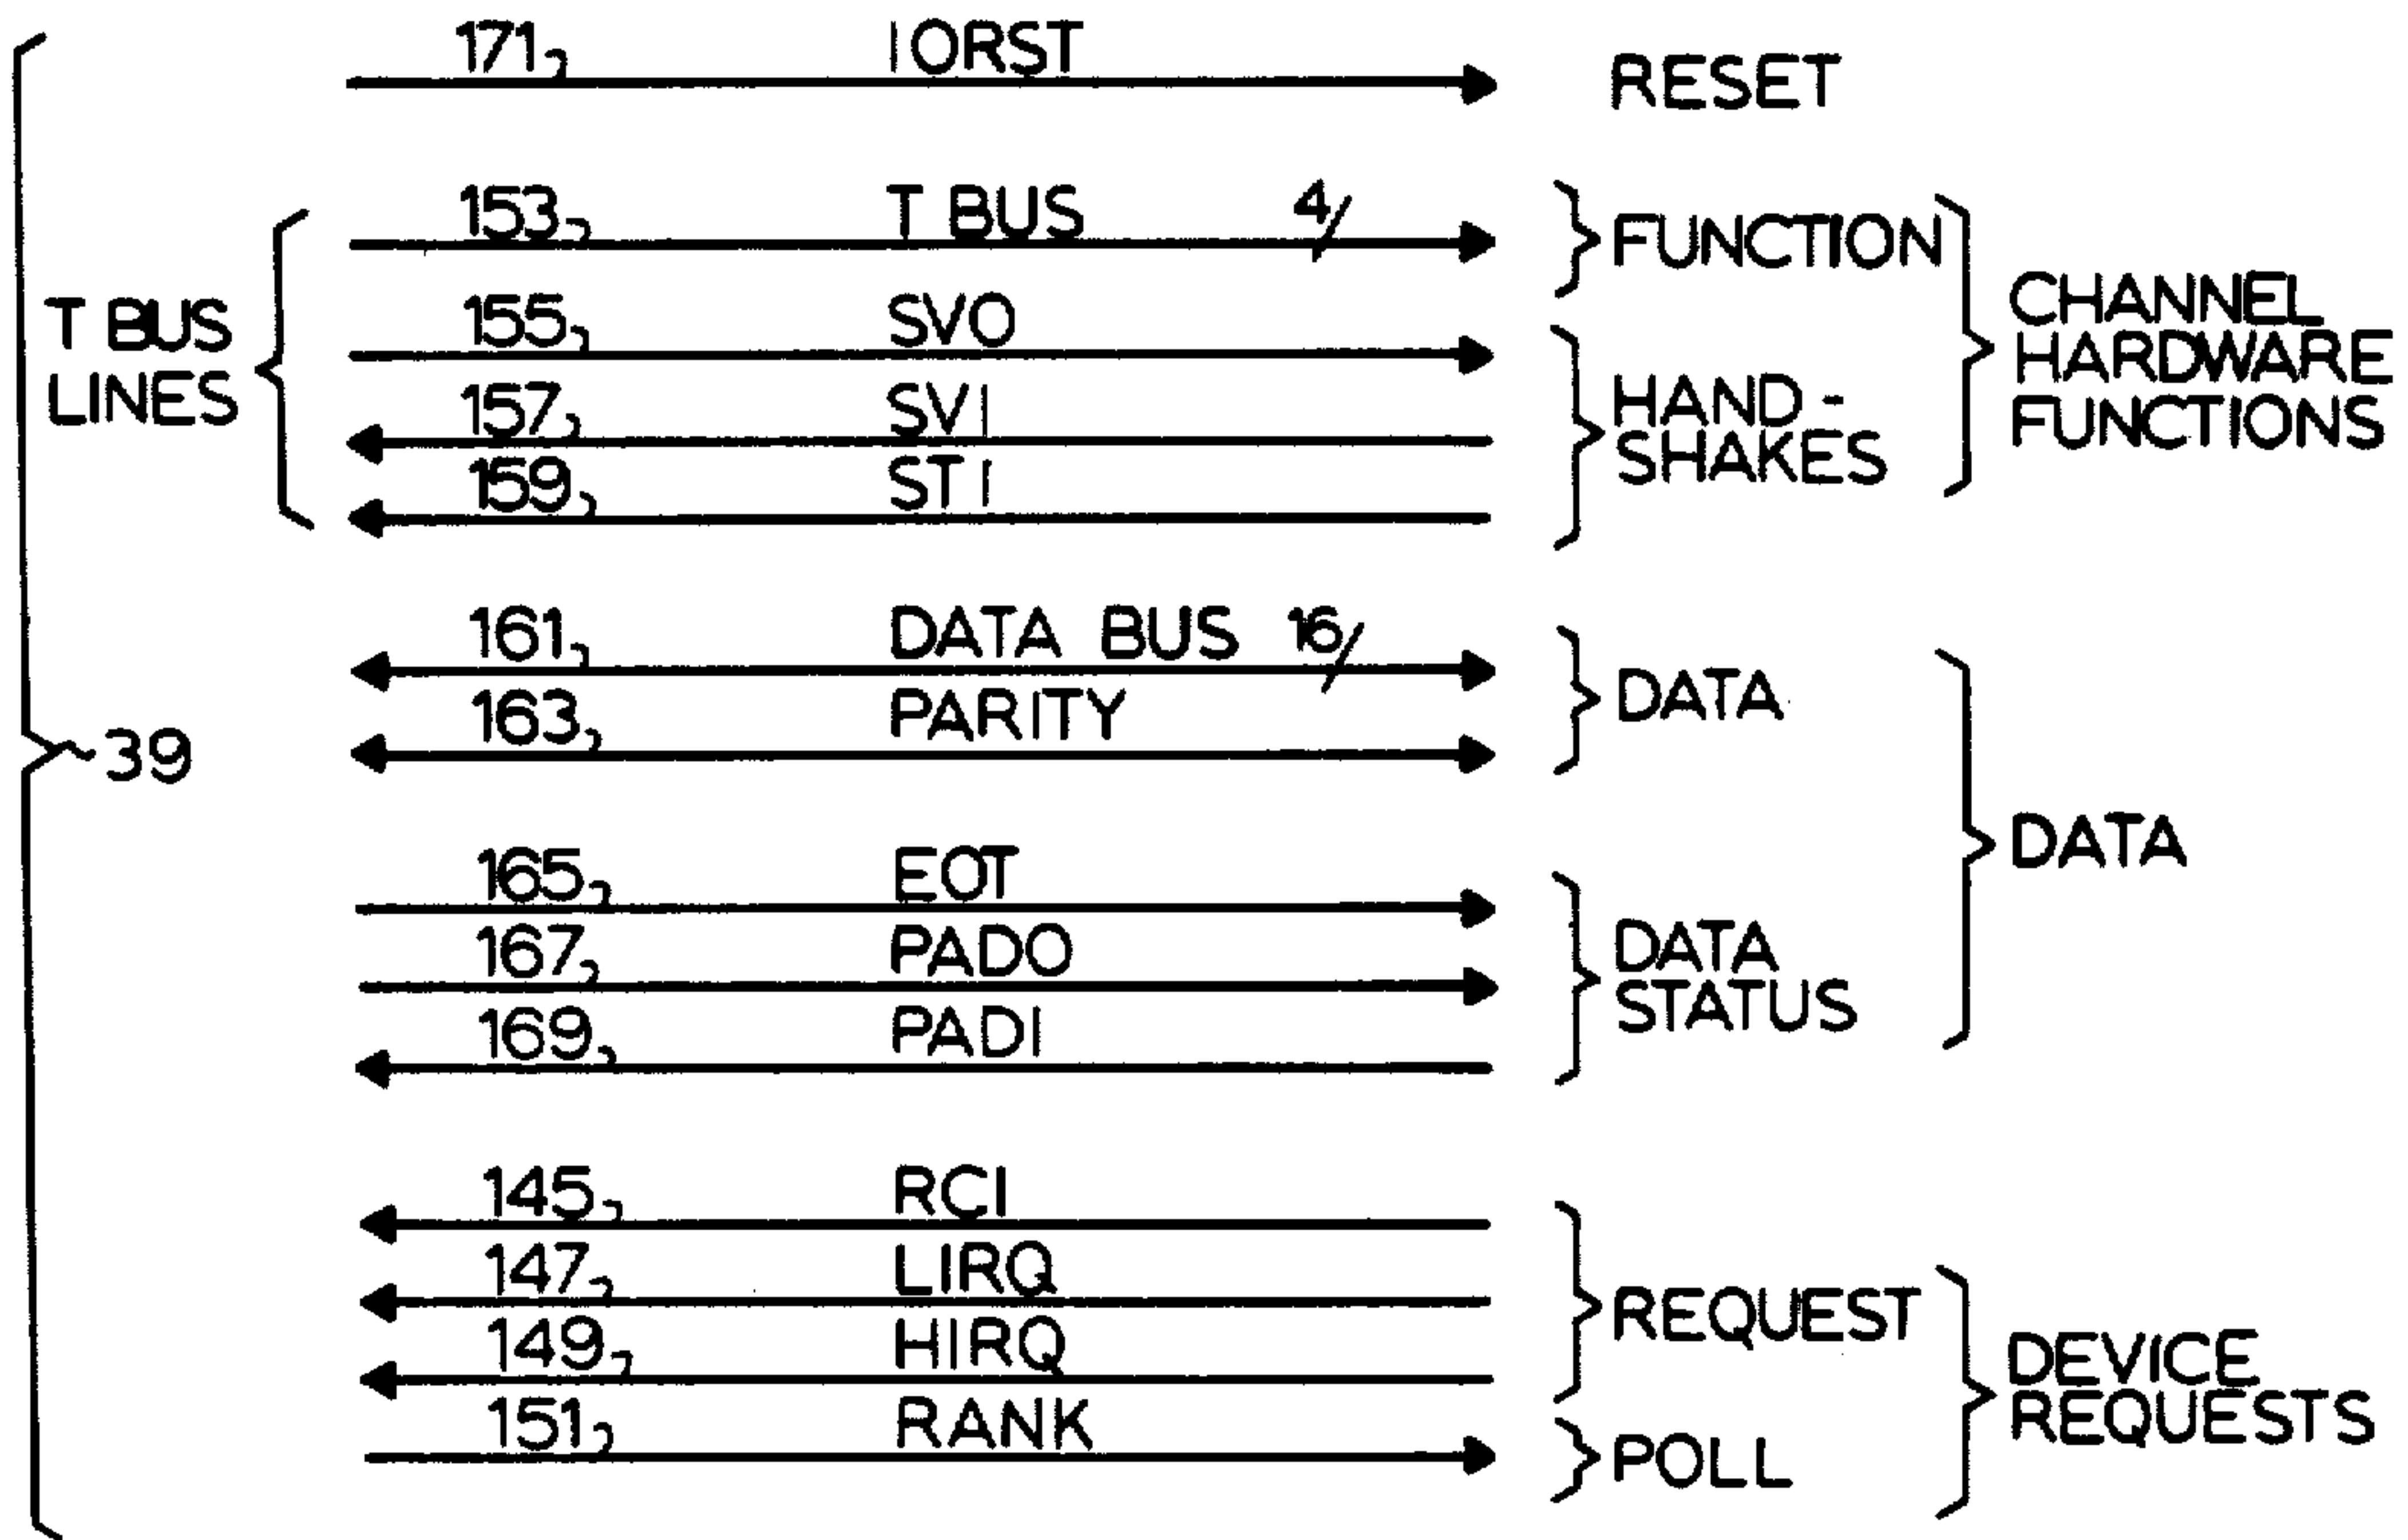 171 IORST RESET
153 T BUS 4 FUNCTION
155 SVO
157 SVI
159 STI
HAND-
SHAKES
CHANNEL
HARDWARE
FUNCTIONS
T BUS
LINES
161 DATA BUS 16
163 PARITY
DATA
39
165 EOT
167 PADO
169 PADI
DATA
STATUS
DATA
145 RCI
147 LIRQ
149 HIRQ
REQUEST
151 RANK POLL
DEVICE
REQUESTS